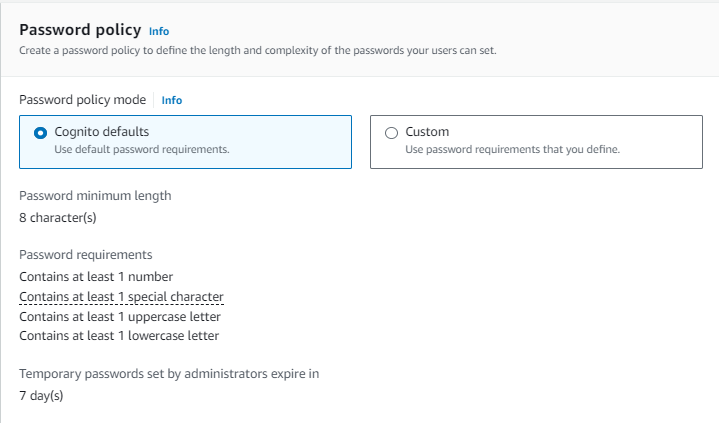 Password policy Info
Create a password policy to define the length and complexity of the passwords your users can set.
Password policy mode Info
Cognito defaults
Use default password requirements.
Custom
Use password requirements that you define.
Password minimum length
8 character(s)
Password requirements
Contains at least 1 number
Contains at least 1 special character
Contains at least 1 uppercase letter
Contains at least 1 lowercase letter
Temporary passwords set by administrators expire in
7 day(s)